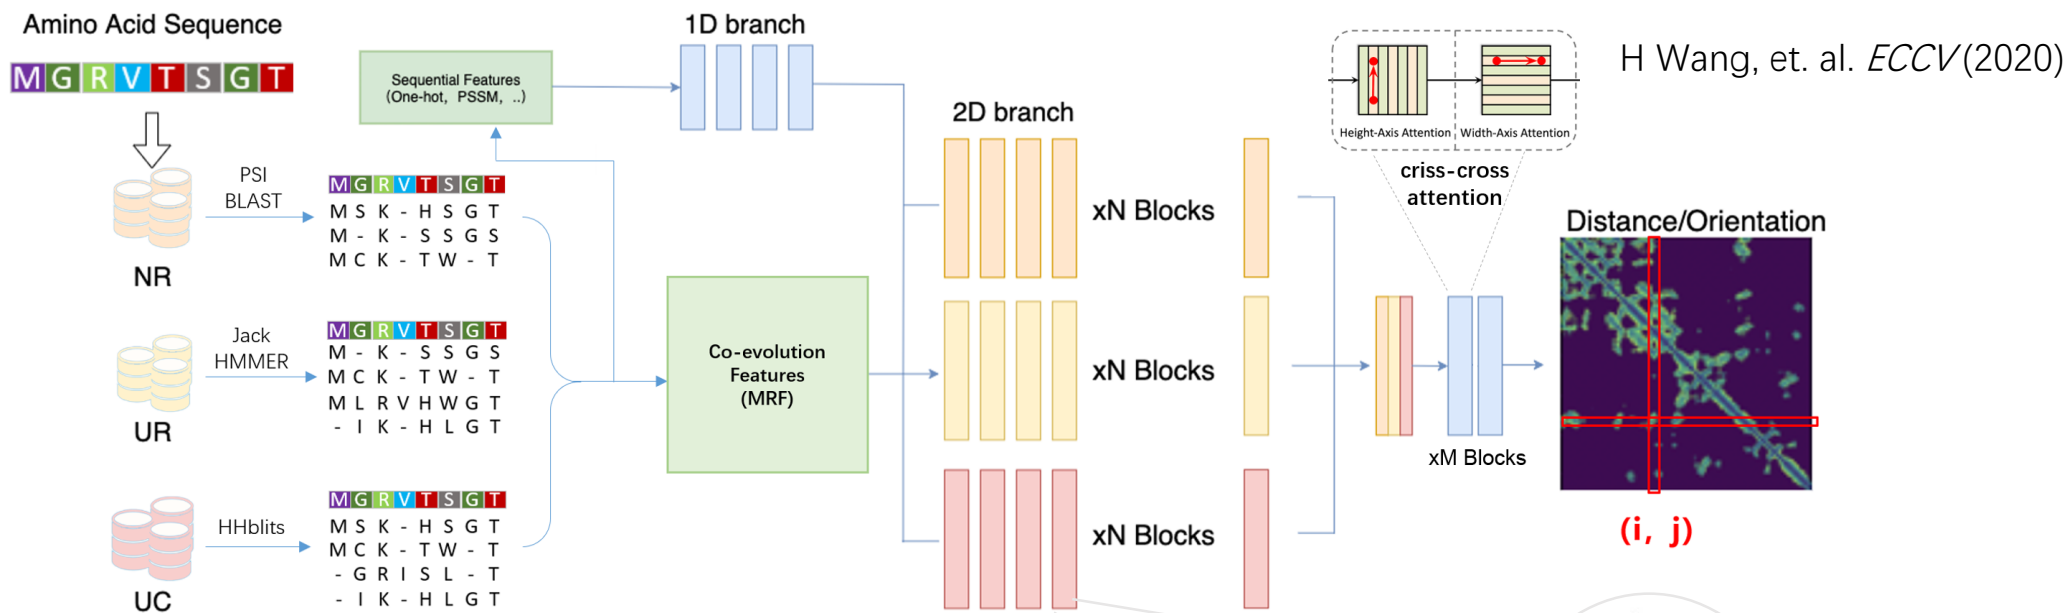 Amino Acid Sequence
M G R V T S G T
NR
UR
UC
PSI
BLAST
Jack
HMMER
HHblits
M G R V T S G T
M S K - H S G T
M - K - S S G S
M C K - T W - T
M G R V T S G T
M - K - S S G S
M C K - T W - T
M L R V H W G T
- I K - H L G T
M G R V T S G T
M S K - H S G T
M C K - T W - T
- G R I S L - T
- I K - H L G T
Sequential Features
(One-hot, PSSM, ..)
Co-evolution
Features
(MRF)
1D branch
2D branch
xN Blocks
xN Blocks
xN Blocks
Height-Axis Attention
Width-Axis Attention
criss-cross
attention
xM Blocks
H Wang, et. al. ECCV (2020)
Distance/Orientation
(i, j)